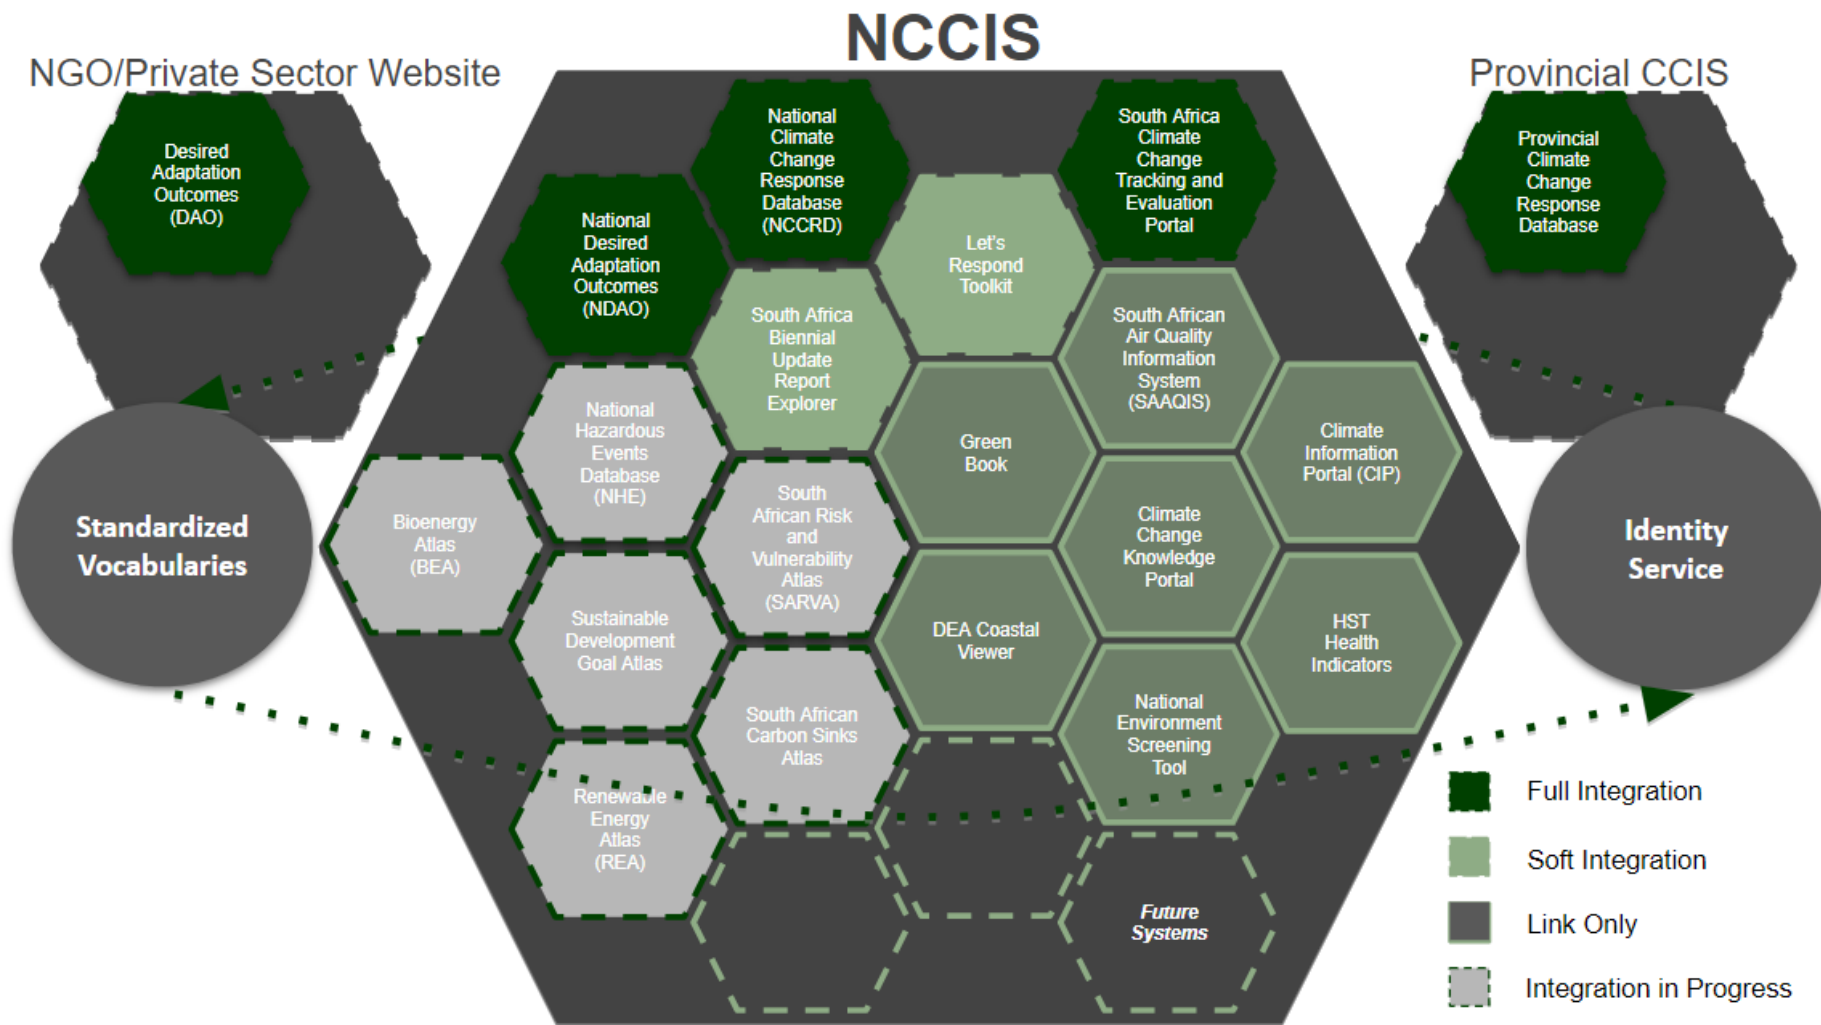 NCCIS
NGO/Private Sector Website
Provincial CCIS
Desired
Adaptation
Outcomes
(DAO)
National
Climate
Change
Response
Database
(NCCRD)
South Africa
Climate
Change
Tracking and
Evaluation
Portal
Provincial
Climate
Change
Response
Database
National
Desired
Adaptation
Outcomes
(NDAO)
Let's
Respond
Toolkit
South Africa
Biennial
Update
Report
Explorer
South African
Air Quality
Information
System
(SAAQIS)
National
Hazardous
Events
Database
(NHE)
Green
Book
Climate
Information
Portal (CIP)
Standardized
Vocabularies
Bioenergy
Atlas
(BEA)
South
African Risk
and
Vulnerability
Atlas
(SARVA)
Climate
Change
Knowledge
Portal
Identity
Service
Sustainable
Development
Goal Atlas
DEA Coastal
Viewer
HST
Health
Indicators
South African
Carbon Sinks
Atlas
National
Environment
Screening
Tool
Renewable
Energy
Atlas
(REA)
Future
Systems
Full Integration
Soft Integration
Link Only
Integration in Progress